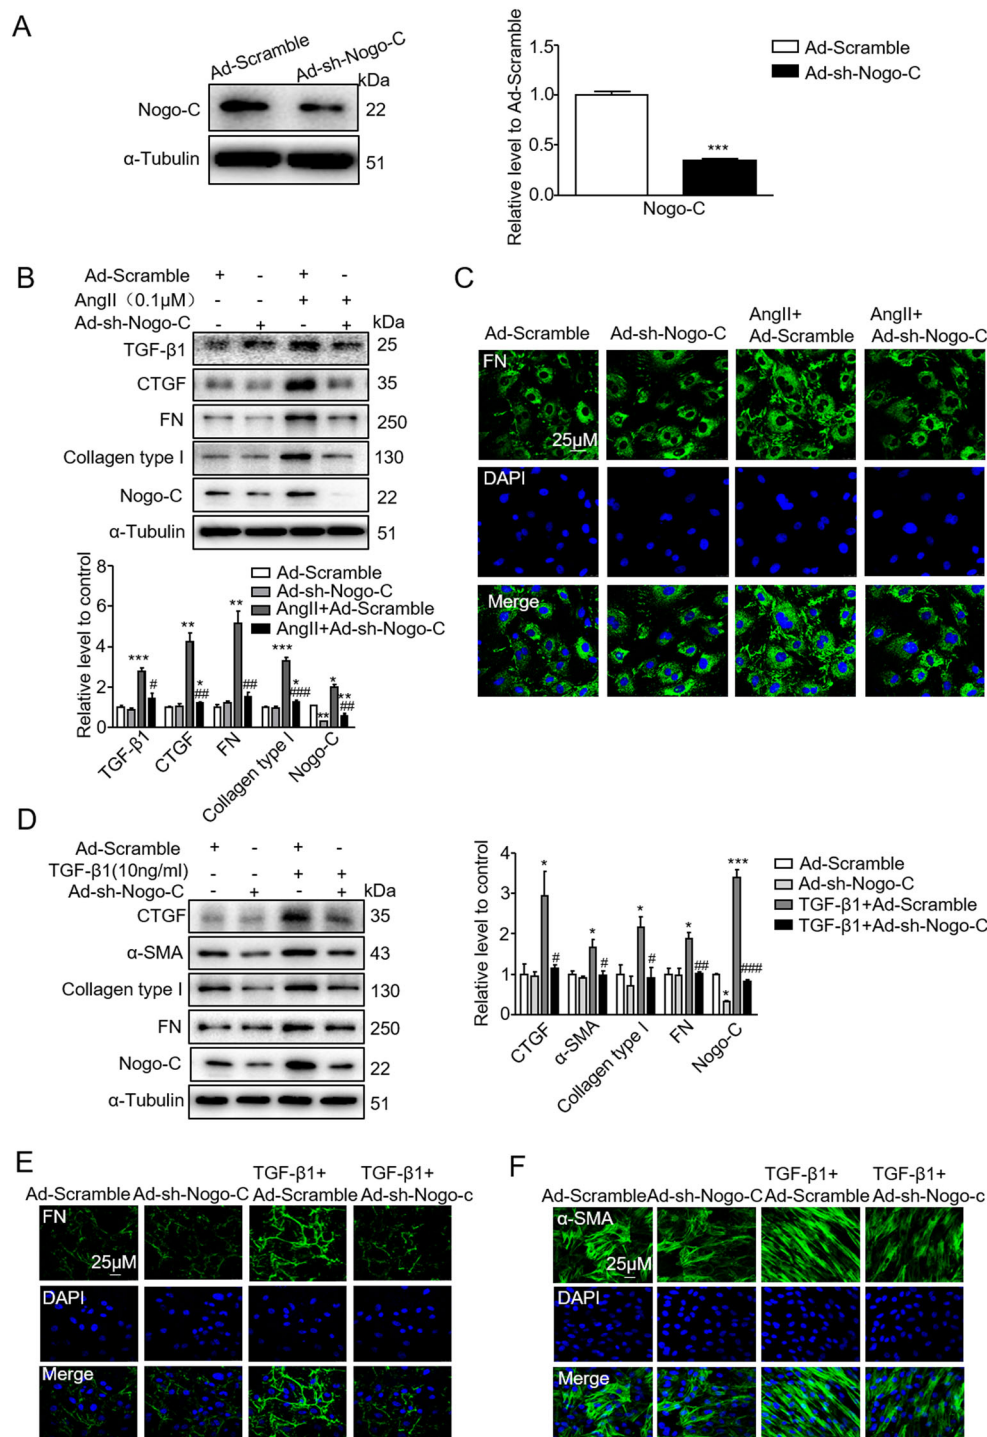 A
Ad-Scramble
Ad-sh-Nogo-C
kDa
Nogo-C
22
α-Tubulin
51
Relative level to Ad-Scramble
1.5
1.0
0.5
0.0
***
Nogo-C
Ad-Scramble
Ad-sh-Nogo-C
B
Ad-Scramble + - + -
AngII（0.1μM） - - + +
Ad-sh-Nogo-C - + - +
kDa
TGF-β1 25
CTGF 35
FN 250
Collagen type I 130
Nogo-C 22
α-Tubulin 51
Relative level to control
8
6
4
2
0
Ad-Scramble
Ad-sh-Nogo-C
AngII+Ad-Scramble
AngII+Ad-sh-Nogo-C
*** #
** * ##
** ##
*** * ###
** * ** ##
TGF-β1
CTGF
FN
Collagen type I
Nogo-C
C
Ad-Scramble
Ad-sh-Nogo-C
AngII+
Ad-Scramble
AngII+
Ad-sh-Nogo-C
FN
25μM
DAPI
Merge
D
Ad-Scramble + - + -
TGF-β1(10ng/ml) - - + +
Ad-sh-Nogo-C - + - +
kDa
CTGF 35
α-SMA 43
Collagen type I 130
FN 250
Nogo-C 22
α-Tubulin 51
Relative level to control
4
3
2
1
0
* #
* #
* #
* ##
* *** ###
CTGF
α-SMA
Collagen type I
FN
Nogo-C
Ad-Scramble
Ad-sh-Nogo-C
TGF-β1+Ad-Scramble
TGF-β1+Ad-sh-Nogo-C
E
Ad-Scramble
Ad-sh-Nogo-C
TGF-β1+
Ad-Scramble
TGF-β1+
Ad-sh-Nogo-c
FN
25μM
DAPI
Merge
F
Ad-Scramble
Ad-sh-Nogo-C
TGF-β1+
Ad-Scramble
TGF-β1+
Ad-sh-Nogo-c
α-SMA
25μM
DAPI
Merge